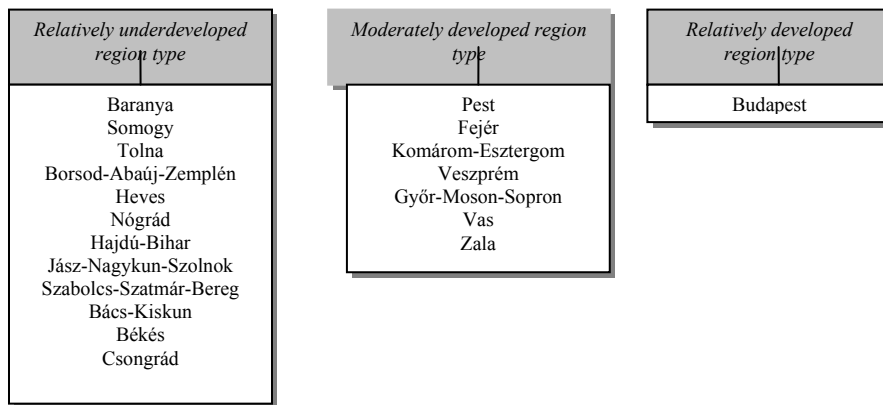 Relatively underdeveloped
region type
Baranya
Somogy
Tolna
Borsod-Abaúj-Zemplén
Heves
Nógrád
Hajdú-Bihar
Jász-Nagykun-Szolnok
Szabolcs-Szatmár-Bereg
Bács-Kiskun
Békés
Csongrád
Moderately developed region
type
Pest
Fejér
Komárom-Esztergom
Veszprém
Győr-Moson-Sopron
Vas
Zala
Relatively developed
region type
Budapest